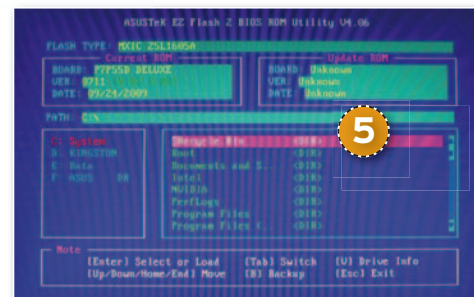 ASUSTeK EZ Flash 2 BIOS ROM Utility V4.06
FLASH TYPE: MXIC 25L1605A
Current ROM
BOARD: P7P55D DELUXE
VER: 0711
DATE: 09/24/2009
Update ROM
BOARD: Unknown
VER: Unknown
DATE: Unknown
PATH: C:\
C: System
D: KINGSTON
E: Data
F: ASUS DR
$Recycle.Bin <DIR>
Boot <DIR>
Documents and S.. <DIR>
Intel <DIR>
NVIDIA <DIR>
PerfLogs <DIR>
Program Files <DIR>
Program Files (.. <DIR>
5
Note
[Enter] Select or Load [Tab] Switch [V] Drive Info
[Up/Down/Home/End] Move [B] Backup [Esc] Exit